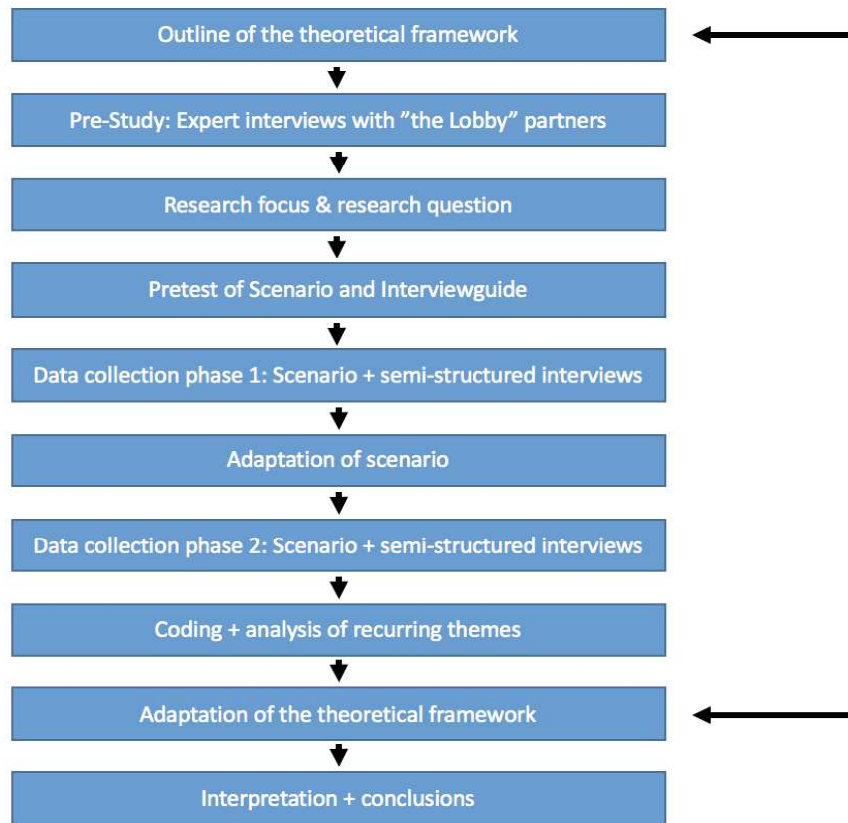 Outline of the theoretical framework
Pre-Study: Expert interviews with ”the Lobby” partners
Research focus & research question
Pretest of Scenario and Interviewguide
Data collection phase 1: Scenario + semi-structured interviews
Adaptation of scenario
Data collection phase 2: Scenario + semi-structured interviews
Coding + analysis of recurring themes
Adaptation of the theoretical framework
Interpretation + conclusions